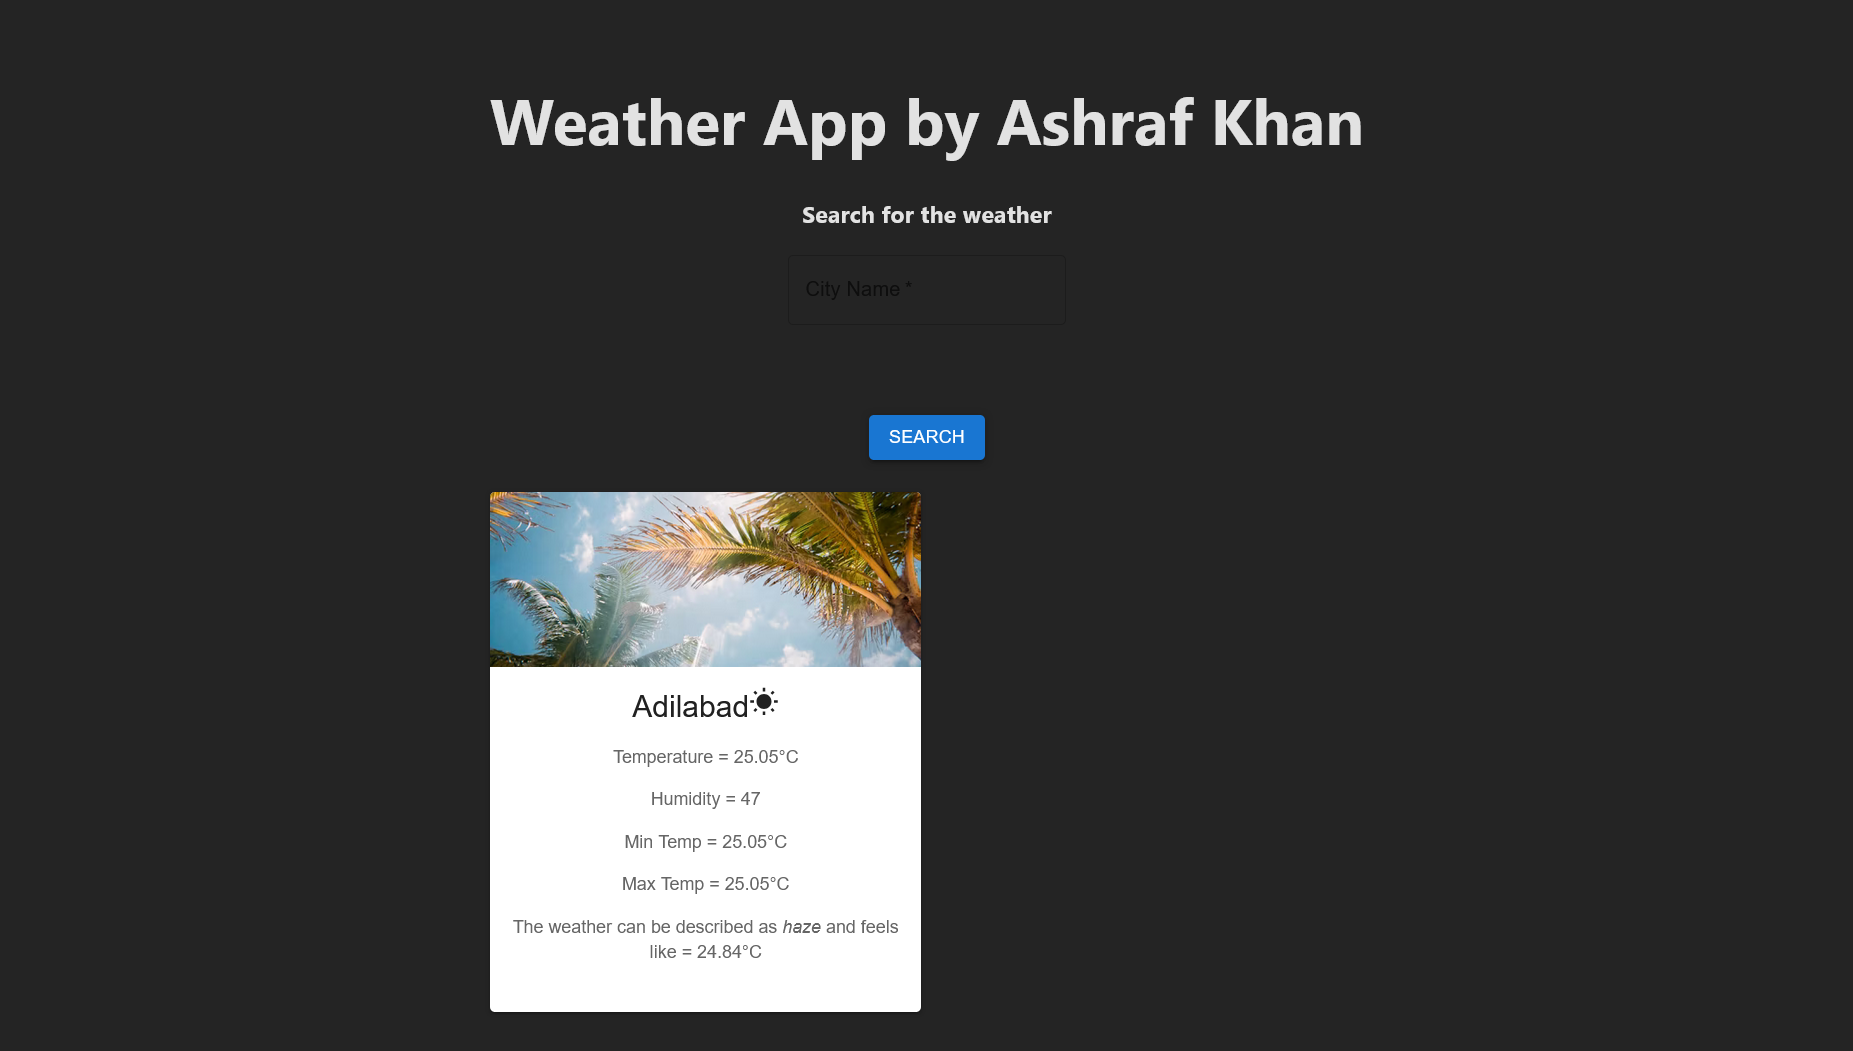 Weather App by Ashraf Khan
Search for the weather
City Name *
SEARCH
Adilabad
Temperature = 25.05°C
Humidity = 47
Min Temp = 25.05°C
Max Temp = 25.05°C
The weather can be described as haze and feels
like = 24.84°C